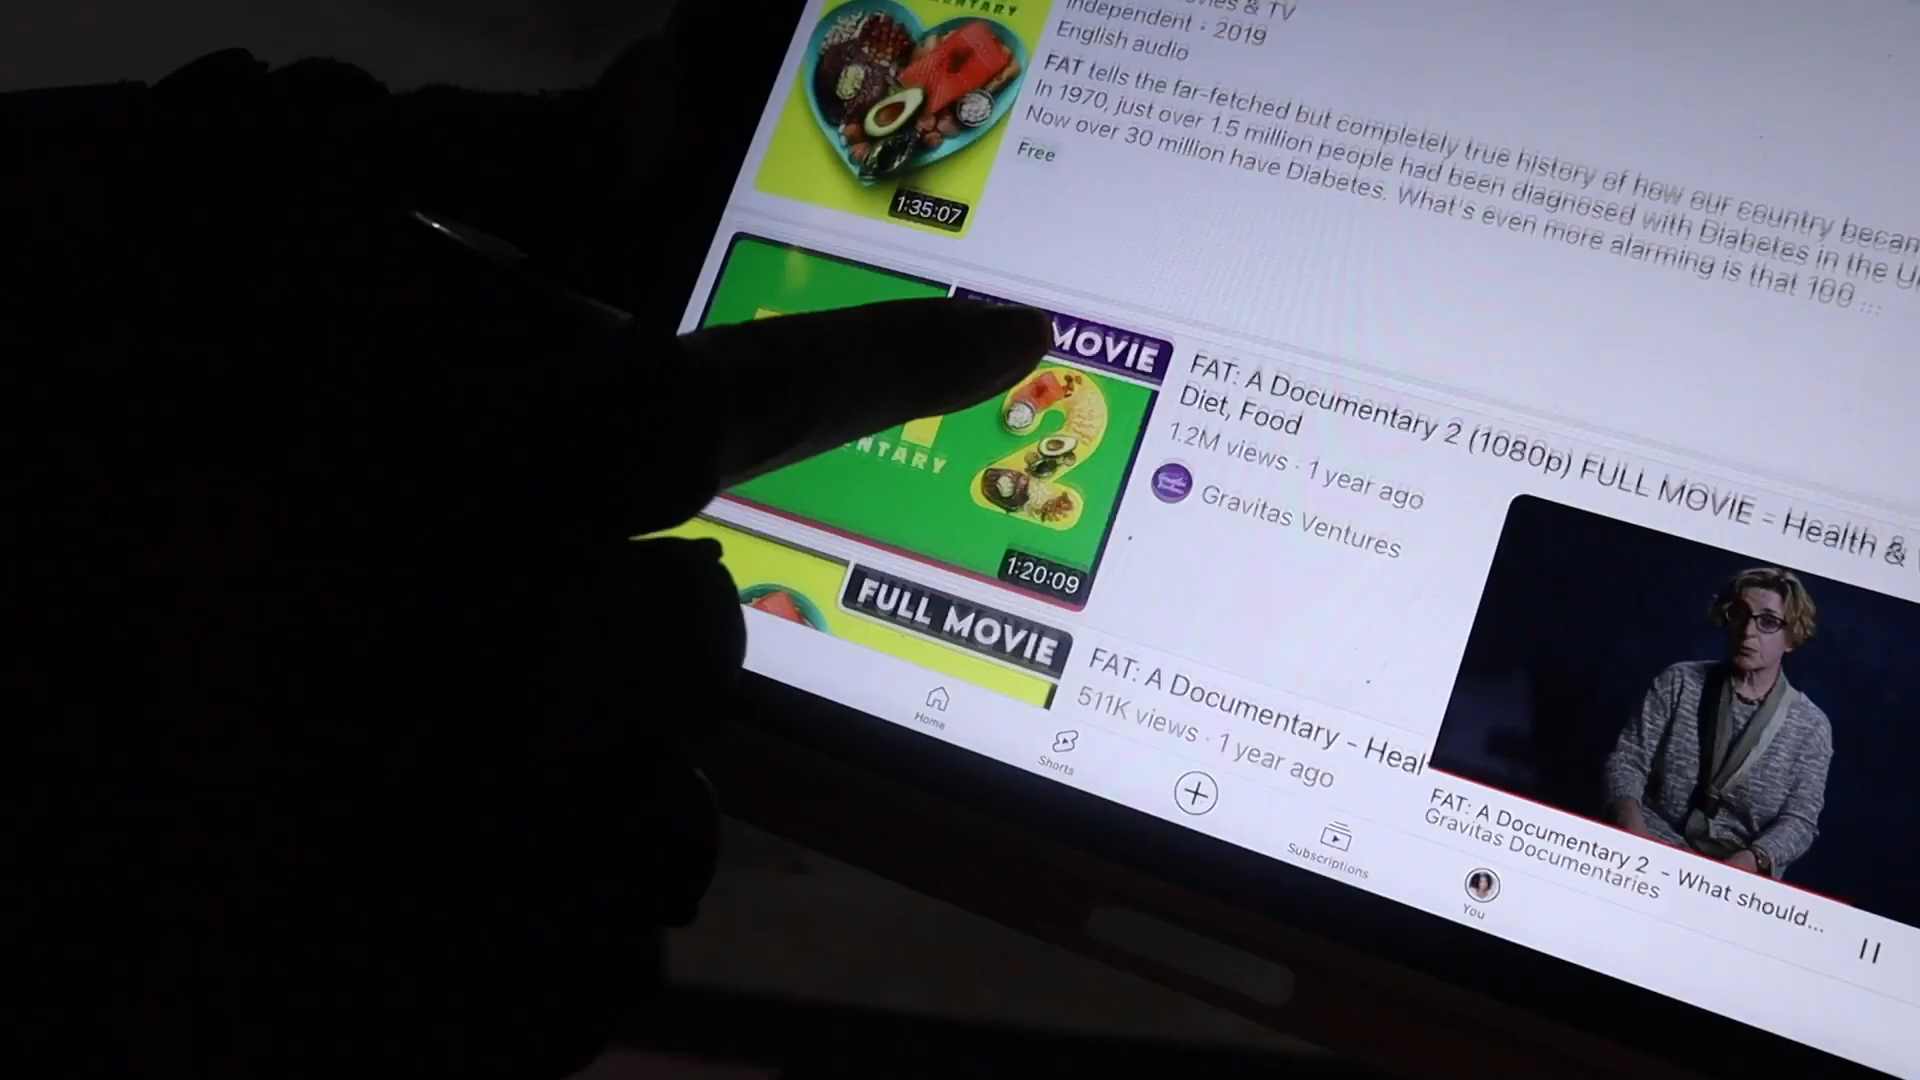 Independent · 2019
English audio
FAT tells the far-fetched but completely true history of how our country becam
In 1970, just over 1.5 million people had been diagnosed with Diabetes in the U
Now over 30 million have Diabetes. What's even more alarming is that 100 ...
Free
1:35:07
MOVIE
NTARY
2
1:20:09
FAT: A Documentary 2 (1080p) FULL MOVIE = Health &
Diet, Food
1.2M views · 1 year ago
Gravitas Ventures
FULL MOVIE
FAT: A Documentary - Heal
511K views · 1 year ago
FAT: A Documentary 2 - What should...
Gravitas Documentaries
Home
Shorts
Subscriptions
You